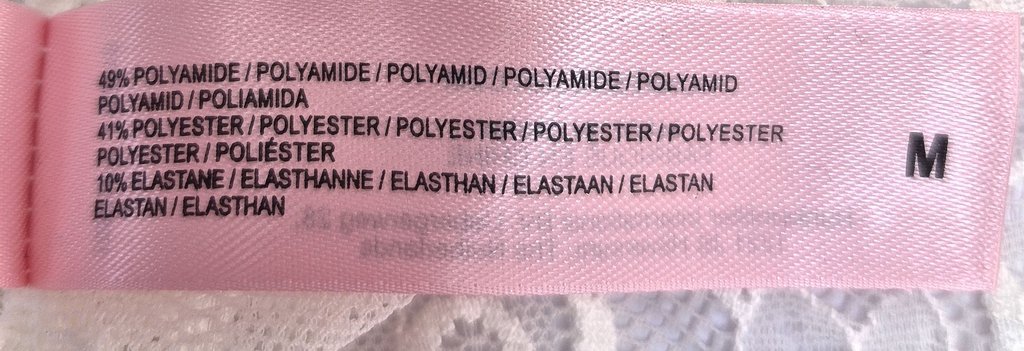 49% POLYAMIDE / POLYAMIDE / POLYAMID / POLYAMIDE / POLYAMID
POLYAMID / POLIAMIDA
41% POLYESTER / POLYESTER / POLYESTER / POLYESTER / POLYESTER
POLYESTER / POLIÉSTER
10% ELASTANE / ELASTHANNE / ELASTHAN / ELASTAAN / ELASTAN
ELASTAN / ELASTHAN
M